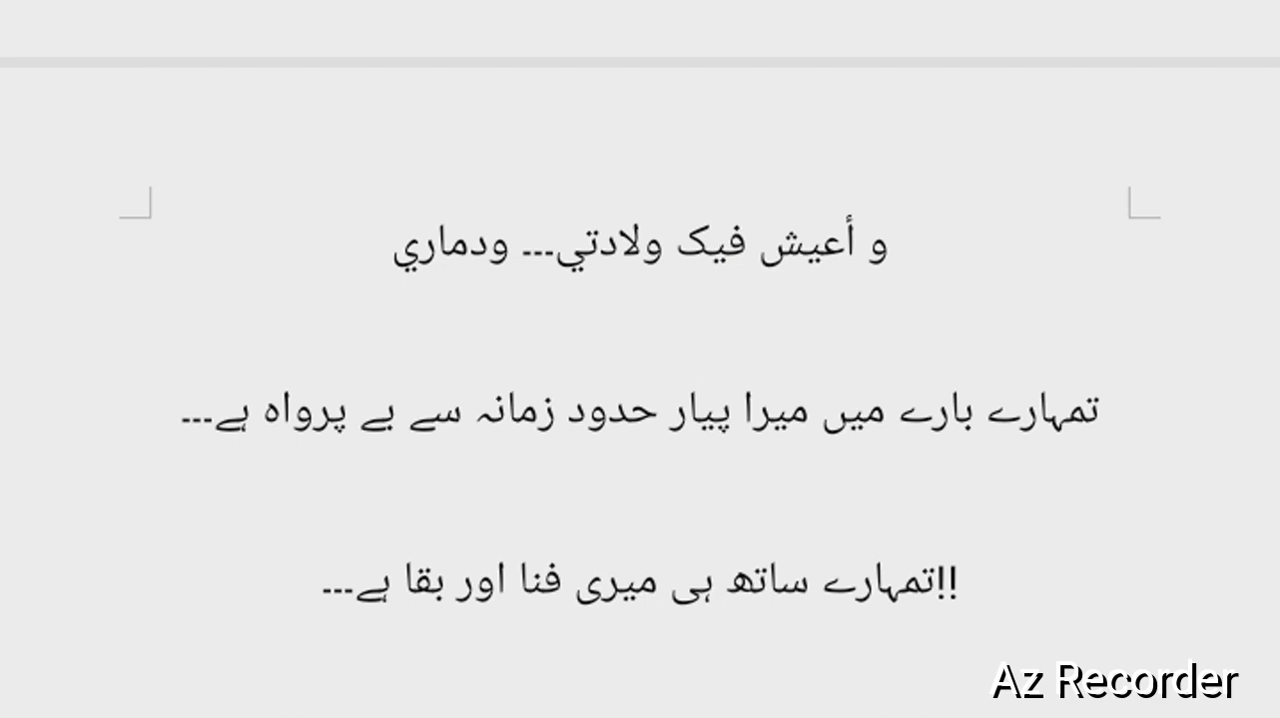 و أعيش فيک ولادتي... ودماري
تمہارے بارے میں میرا پیار حدود زمانہ سے بے پرواہ ہے...
!!تمہارے ساتھ ہی میری فنا اور بقا ہے...
Az Recorder